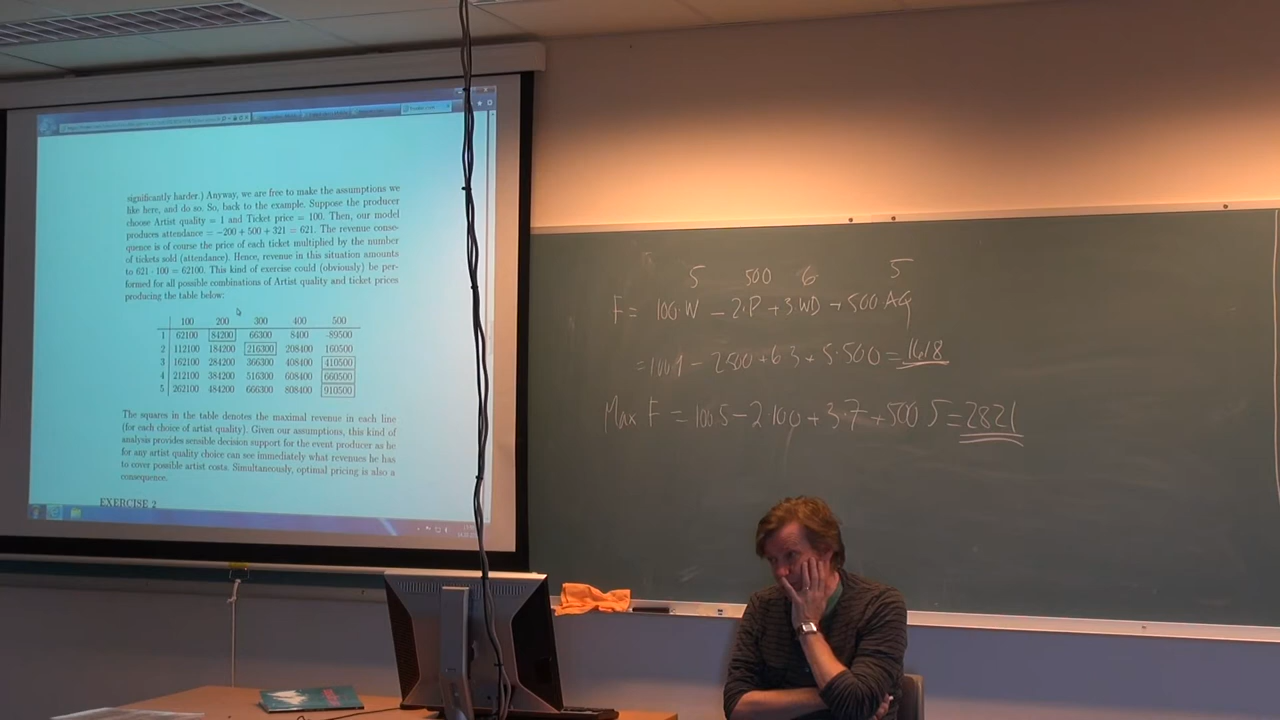 significantly harder.) Anyway, we are free to make the assumptions we
like here, and do so. So, back to the example. Suppose the producer
choose Artist quality = 1 and Ticket price = 100. Then, our model
produces attendance = −200 + 500 + 321 = 621. The revenue conse-
quence is of course the price of each ticket multiplied by the number
of tickets sold (attendance). Hence, revenue in this situation amounts
to 621 · 100 = 62100. This kind of exercise could (obviously) be per-
formed for all possible combinations of Artist quality and ticket prices
producing the table below:
100 200 300 400 500
1 62100 84200 66300 8400 -89500
2 112100 184200 216300 208400 160500
3 162100 284200 366300 408400 410500
4 212100 384200 516300 608400 660500
5 262100 484200 666300 808400 910500
The squares in the table denotes the maximal revenue in each line
(for each choice of artist quality). Given our assumptions, this kind of
analysis provides sensible decision support for the event producer as he
for any artist quality choice can see immediately what revenues he has
to cover possible artist costs. Simultaneously, optimal pricing is also a
consequence.
EXERCISE 2
5 500 6 5
F = 100·W − 2·P + 3·WD + 500·AQ
= 100·1 − 2·500 + 6·3 + 5·500 = 1618
Max F = 100·5 − 2·100 + 3·7 + 500·5 = 2821